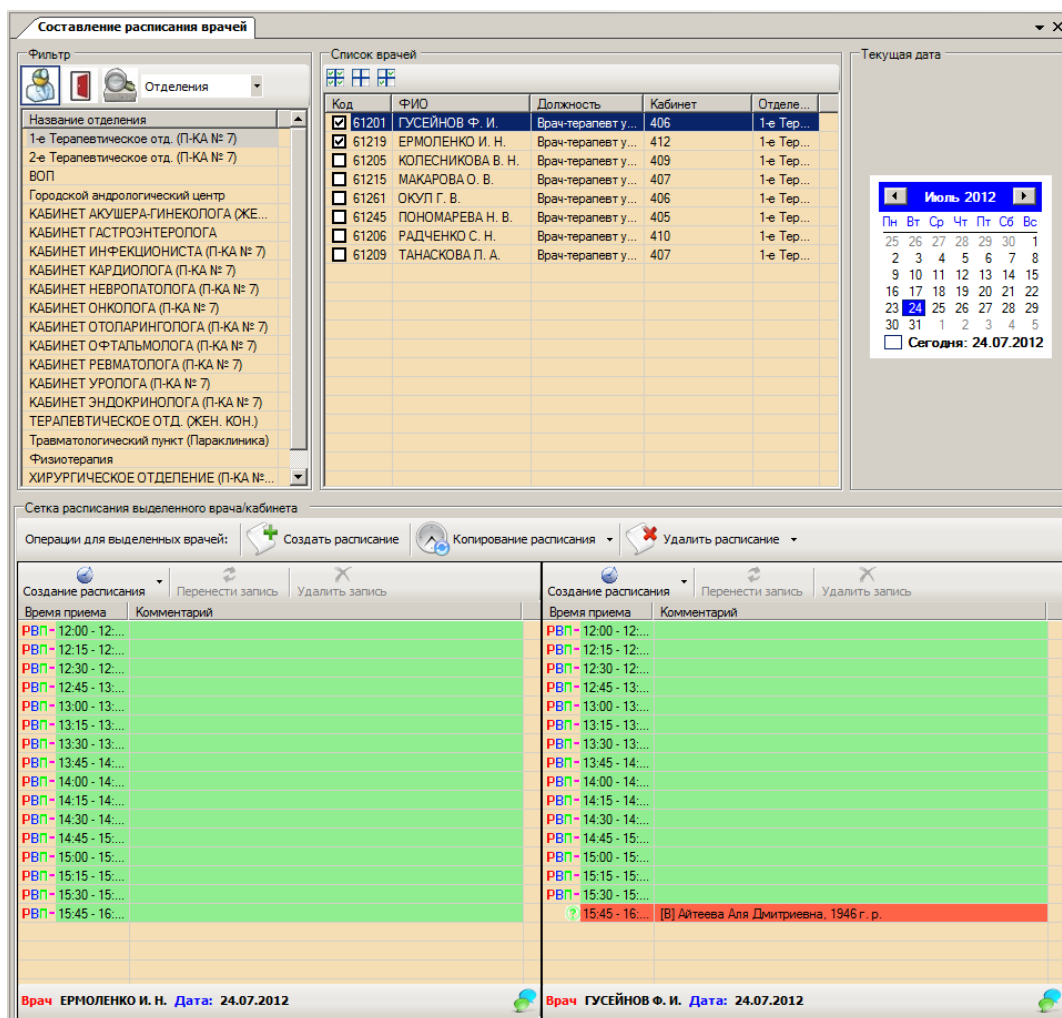 Составление расписания врачей
Фильтр
Отделения
Название отделения
1-е Терапевтическое отд. (П-КА № 7)
2-е Терапевтическое отд. (П-КА № 7)
ВОП
Городской андрологический центр
КАБИНЕТ АКУШЕРА-ГИНЕКОЛОГА (ЖЕ...
КАБИНЕТ ГАСТРОЭНТЕРОЛОГА
КАБИНЕТ ИНФЕКЦИОНИСТА (П-КА № 7)
КАБИНЕТ КАРДИОЛОГА (П-КА № 7)
КАБИНЕТ НЕВРОПАТОЛОГА (П-КА № 7)
КАБИНЕТ ОНКОЛОГА (П-КА № 7)
КАБИНЕТ ОТОЛАРИНГОЛОГА (П-КА № 7)
КАБИНЕТ ОФТАЛЬМОЛОГА (П-КА № 7)
КАБИНЕТ РЕВМАТОЛОГА (П-КА № 7)
КАБИНЕТ УРОЛОГА (П-КА № 7)
КАБИНЕТ ЭНДОКРИНОЛОГА (П-КА № 7)
ТЕРАПЕВТИЧЕСКОЕ ОТД. (ЖЕН. КОН.)
Травматологический пункт (Параклиника)
Физиотерапия
ХИРУРГИЧЕСКОЕ ОТДЕЛЕНИЕ (П-КА №...
Список врачей
Код ФИО Должность Кабинет Отделе...
61201 ГУСЕЙНОВ Ф. И. Врач-терапевт у... 406 1-е Тер...
61219 ЕРМОЛЕНКО И. Н. Врач-терапевт у... 412 1-е Тер...
61205 КОЛЕСНИКОВА В. Н. Врач-терапевт у... 409 1-е Тер...
61215 МАКАРОВА О. В. Врач-терапевт у... 407 1-е Тер...
61261 ОКУЛ Г. В. Врач-терапевт у... 406 1-е Тер...
61245 ПОНОМАРЕВА Н. В. Врач-терапевт у... 405 1-е Тер...
61206 РАДЧЕНКО С. Н. Врач-терапевт у... 410 1-е Тер...
61209 ТАНАСКОВА Л. А. Врач-терапевт у... 407 1-е Тер...
Текущая дата
Июль 2012
Пн Вт Ср Чт Пт Сб Вс
25 26 27 28 29 30 1
2 3 4 5 6 7 8
9 10 11 12 13 14 15
16 17 18 19 20 21 22
23 24 25 26 27 28 29
30 31 1 2 3 4 5
Сегодня: 24.07.2012
Сетка расписания выделенного врача/кабинета
Операции для выделенных врачей: Создать расписание Копирование расписания Удалить расписание
Создание расписания Перенести запись Удалить запись
Время приема Комментарий
РВП- 12:00 - 12:...
РВП- 12:15 - 12:...
РВП- 12:30 - 12:...
РВП- 12:45 - 13:...
РВП- 13:00 - 13:...
РВП- 13:15 - 13:...
РВП- 13:30 - 13:...
РВП- 13:45 - 14:...
РВП- 14:00 - 14:...
РВП- 14:15 - 14:...
РВП- 14:30 - 14:...
РВП- 14:45 - 15:...
РВП- 15:00 - 15:...
РВП- 15:15 - 15:...
РВП- 15:30 - 15:...
РВП- 15:45 - 16:...
Врач ЕРМОЛЕНКО И. Н. Дата: 24.07.2012
Создание расписания Перенести запись Удалить запись
Время приема Комментарий
РВП- 12:00 - 12:...
РВП- 12:15 - 12:...
РВП- 12:30 - 12:...
РВП- 12:45 - 13:...
РВП- 13:00 - 13:...
РВП- 13:15 - 13:...
РВП- 13:30 - 13:...
РВП- 13:45 - 14:...
РВП- 14:00 - 14:...
РВП- 14:15 - 14:...
РВП- 14:30 - 14:...
РВП- 14:45 - 15:...
РВП- 15:00 - 15:...
РВП- 15:15 - 15:...
РВП- 15:30 - 15:...
? 15:45 - 16:... [В] Айтеева Аля Дмитриевна, 1946 г. р.
Врач ГУСЕЙНОВ Ф. И. Дата: 24.07.2012